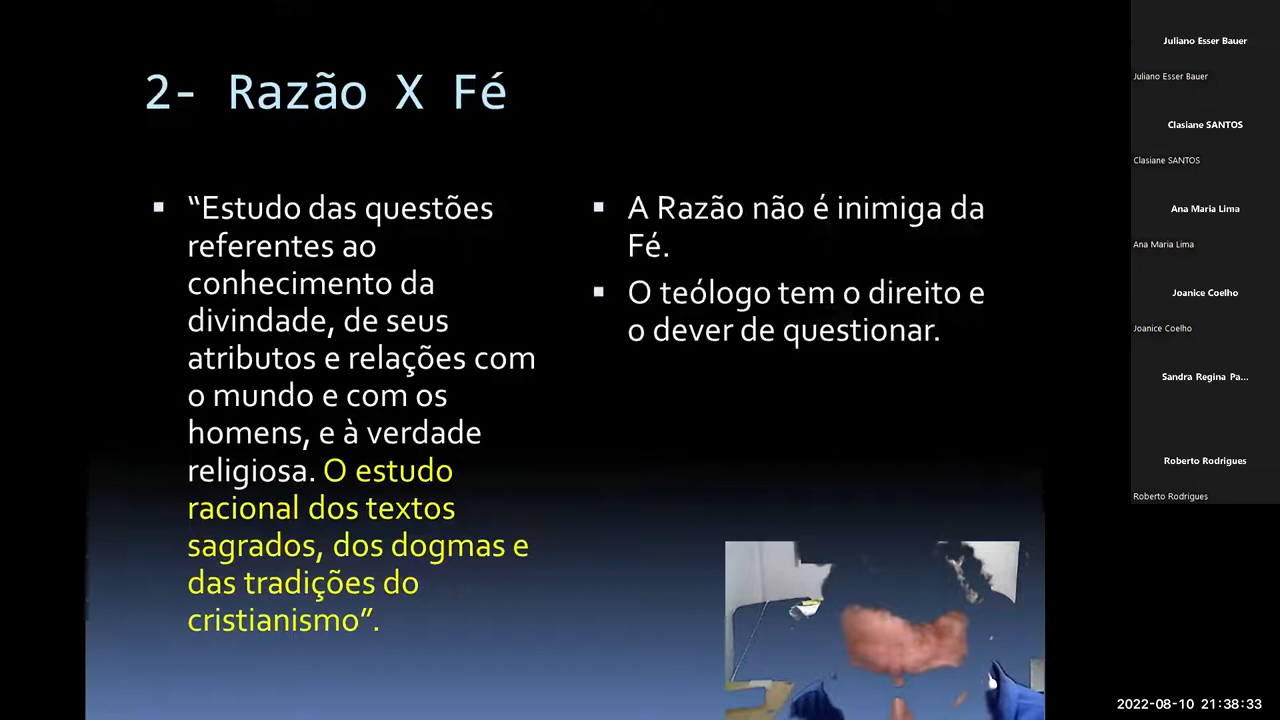 2- Razão X Fé
“Estudo das questões
referentes ao
conhecimento da
divindade, de seus
atributos e relações com
o mundo e com os
homens, e à verdade
religiosa. O estudo
racional dos textos
sagrados, dos dogmas e
das tradições do
cristianismo”.
A Razão não é inimiga da
Fé.
O teólogo tem o direito e
o dever de questionar.
Juliano Esser Bauer
Juliano Esser Bauer
Clasiane SANTOS
Clasiane SANTOS
Ana Maria Lima
Ana Maria Lima
Joanice Coelho
Joanice Coelho
Sandra Regina Pa...
Roberto Rodrigues
Roberto Rodrigues
2022-08-10 21:38:33